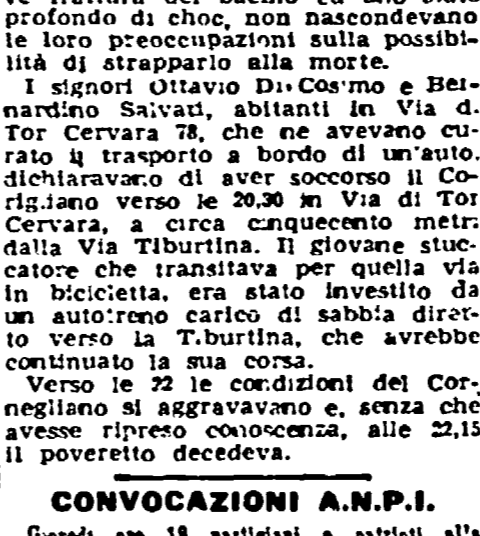 profondo di choc, non nascondevano
le loro preoccupazioni sulla possibi-
lità di strapparlo alla morte.
I signori Ottavio Di Cosimo e Ber-
nardino Salvati, abitanti in Via di
Tor Cervara 78, che ne avevano cu-
rato il trasporto a bordo di un'auto,
dichiaravano di aver soccorso il Co-
rigliano verso le 20,30 in Via di Tor
Cervara, a circa cinquecento metri
dalla Via Tiburtina. Il giovane stuc-
catore che transitava per quella via
in bicicletta, era stato investito da
un autotreno carico di sabbia diret-
to verso la Tiburtina, che avrebbe
continuato la sua corsa.
Verso le 22 le condizioni del Cor-
negliano si aggravavano e, senza che
avesse ripreso conoscenza, alle 22,15
il poveretto decedeva.
CONVOCAZIONI A.N.P.I.